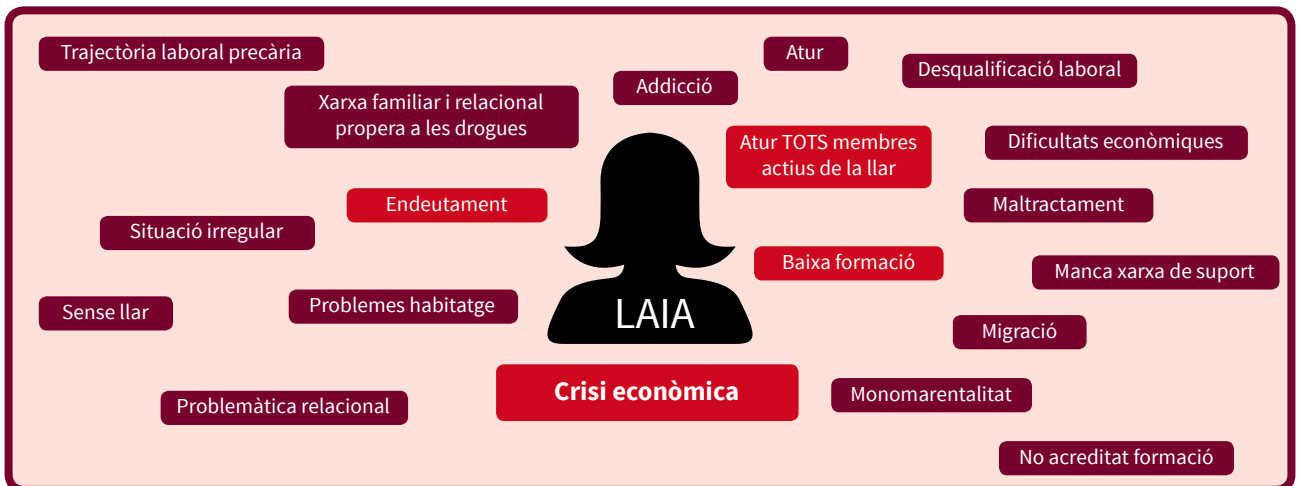 Trajectòria laboral precària
Atur
Desqualificació laboral
Addicció
Xarxa familiar i relacional
propera a les drogues
Atur TOTS membres
actius de la llar
Dificultats econòmiques
Endeutament
Maltractament
Situació irregular
Baixa formació
Manca xarxa de suport
Sense llar
Problemes habitatge
LAIA
Migració
Crisi econòmica
Monomarentalitat
Problemàtica relacional
No acreditat formació